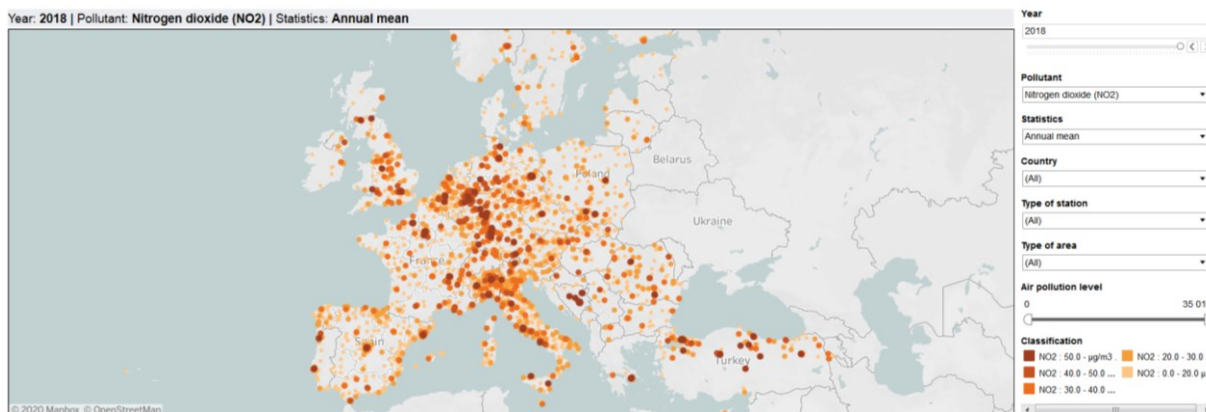 Year: 2018 | Pollutant: Nitrogen dioxide (NO2) | Statistics: Annual mean
Belarus
Poland
Ukraine
France
Spain
Turkey
© 2020 Mapbox © OpenStreetMap
Year
2018
Pollutant
Nitrogen dioxide (NO2)
Statistics
Annual mean
Country
(All)
Type of station
(All)
Type of area
(All)
Air pollution level
0 35 01
Classification
NO2 : 50.0 - µg/m3 . NO2 : 20.0 - 30.0
NO2 : 40.0 - 50.0 ... NO2 : 0.0 - 20.0 µ
NO2 : 30.0 - 40.0 ...